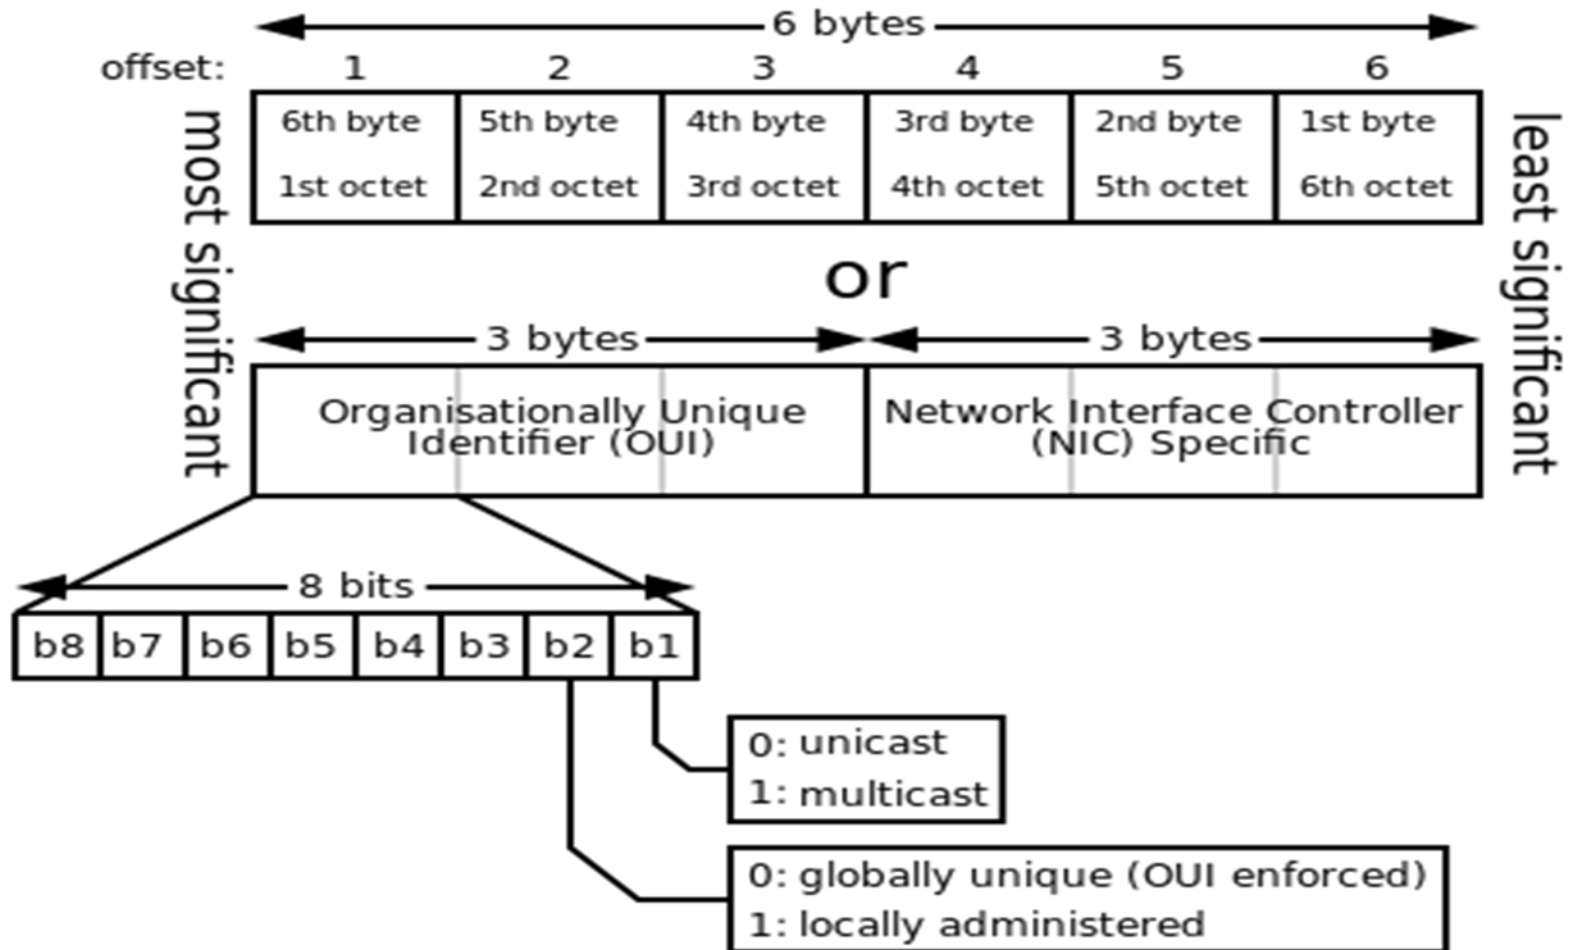 6 bytes
offset: 1 2 3 4 5 6
6th byte 5th byte 4th byte 3rd byte 2nd byte 1st byte
1st octet 2nd octet 3rd octet 4th octet 5th octet 6th octet
most significant
least significant
or
3 bytes 3 bytes
Organisationally Unique
Identifier (OUI)
Network Interface Controller
(NIC) Specific
8 bits
b8 b7 b6 b5 b4 b3 b2 b1
0: unicast
1: multicast
0: globally unique (OUI enforced)
1: locally administered